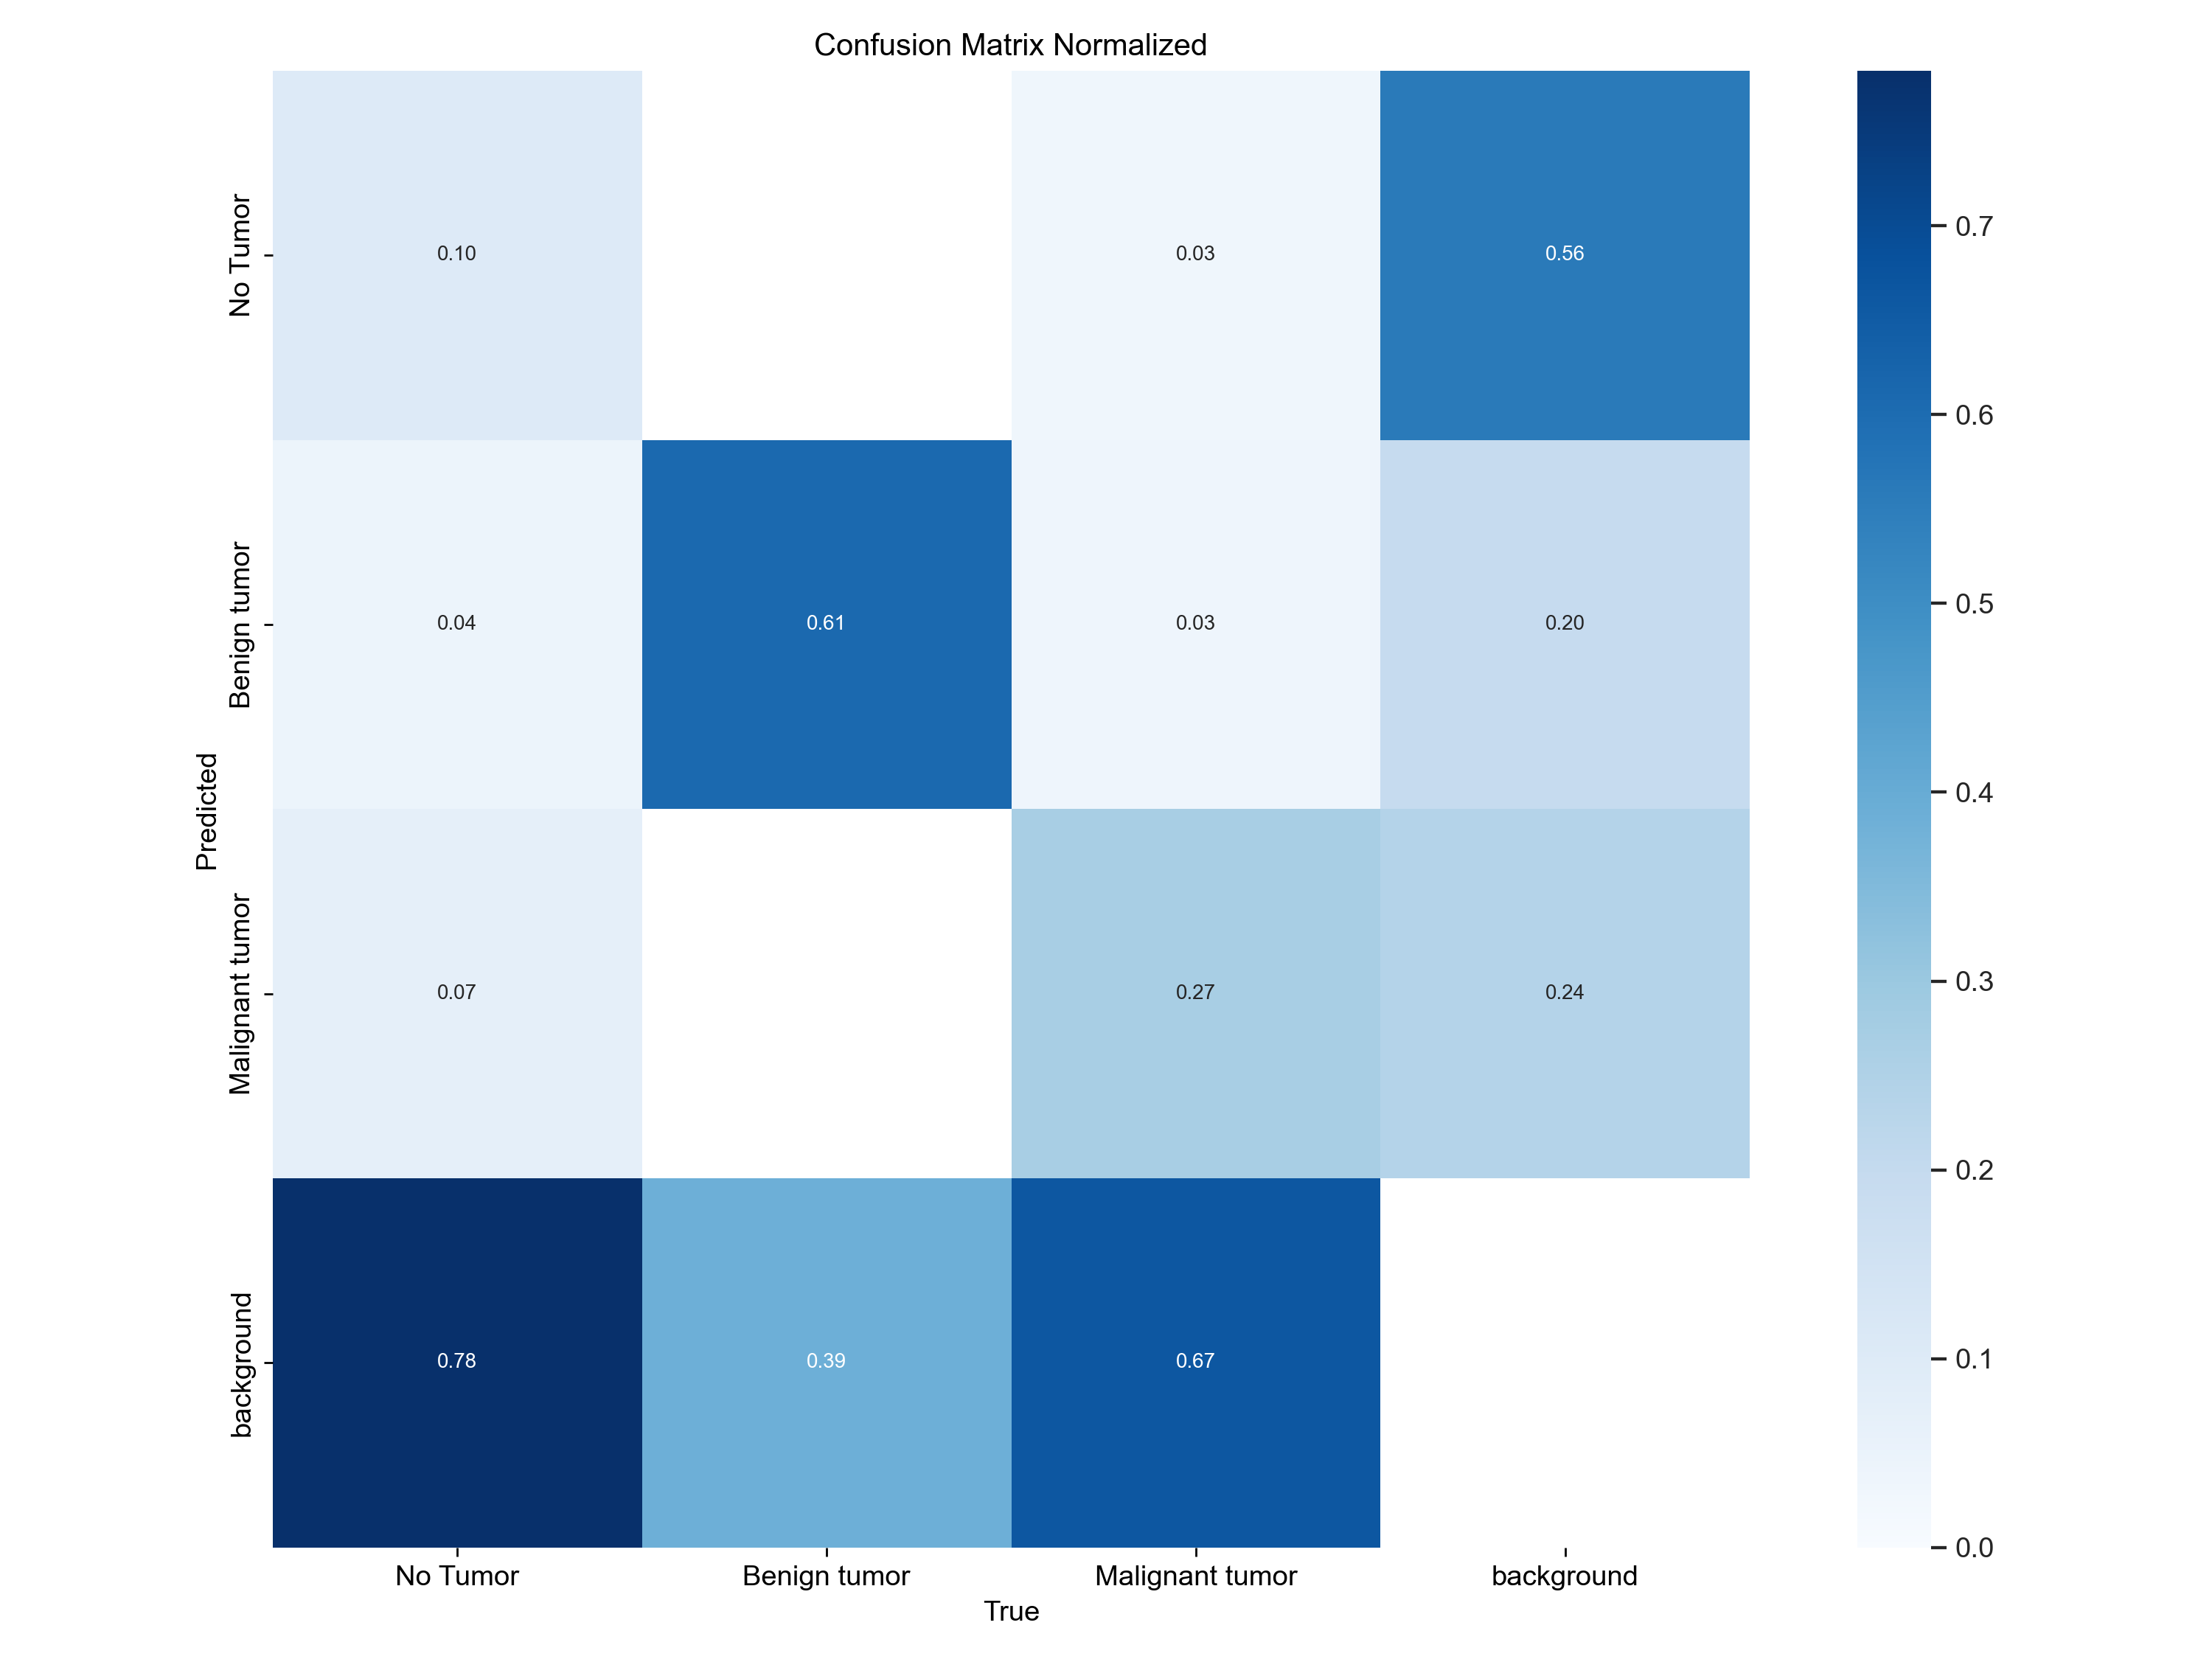 Confusion Matrix Normalized
No Tumor
0.10
0.03
0.56
Benign tumor
0.04
0.61
0.03
0.20
Malignant tumor
0.07
0.27
0.24
background
0.78
0.39
0.67
Predicted
No Tumor
Benign tumor
Malignant tumor
background
True
0.7
0.6
0.5
0.4
0.3
0.2
0.1
0.0